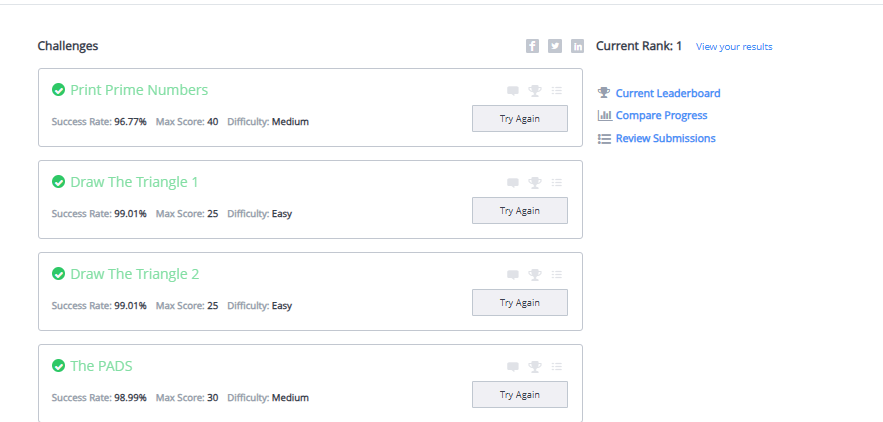 Challenges
Current Rank: 1 View your results
Print Prime Numbers
Success Rate: 96.77% Max Score: 40 Difficulty: Medium
Try Again
Draw The Triangle 1
Success Rate: 99.01% Max Score: 25 Difficulty: Easy
Try Again
Draw The Triangle 2
Success Rate: 99.01% Max Score: 25 Difficulty: Easy
Try Again
The PADS
Success Rate: 98.99% Max Score: 30 Difficulty: Medium
Try Again
Current Leaderboard
Compare Progress
Review Submissions